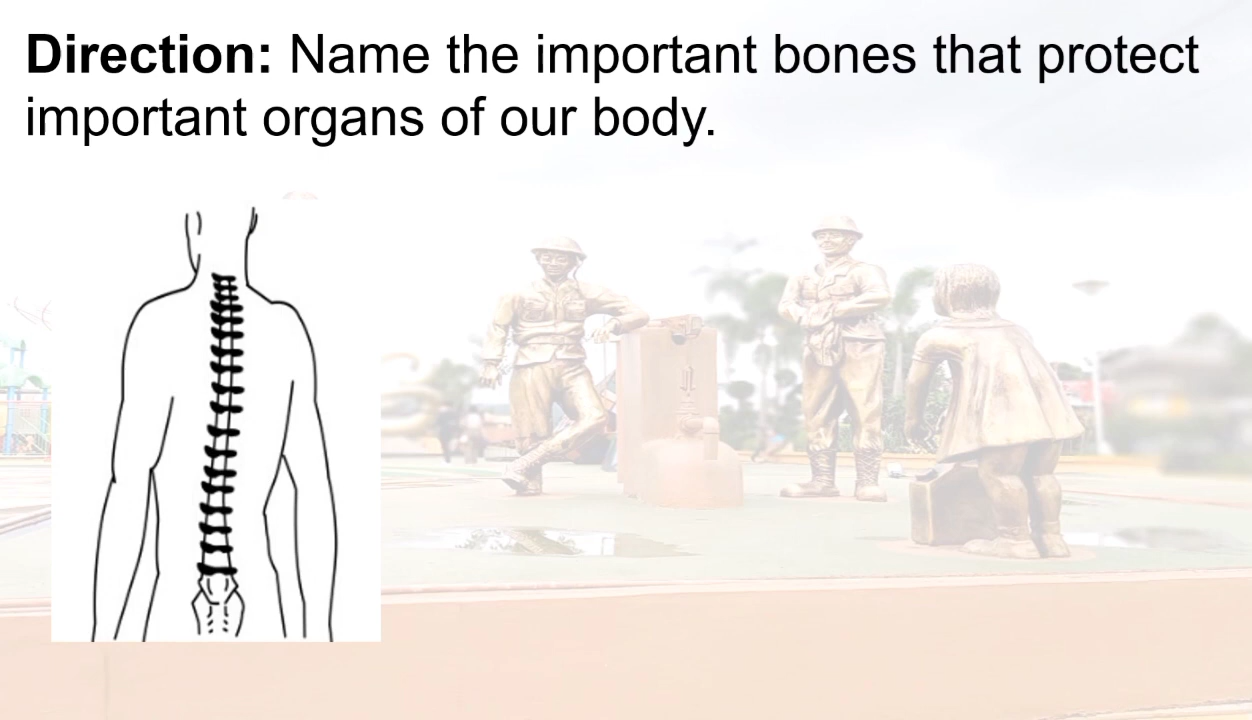 Direction: Name the important bones that protect
important organs of our body.